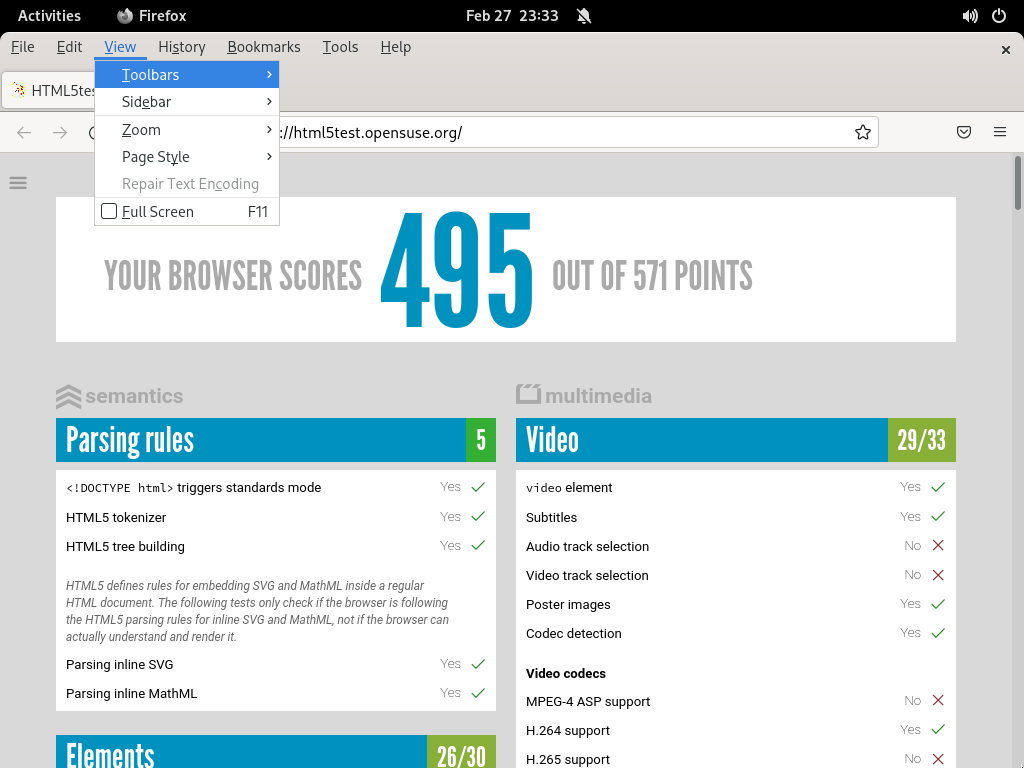 Activities Firefox Feb 27 23:33
File Edit View History Bookmarks Tools Help
Toolbars
HTML5tes
Sidebar
Zoom
://html5test.opensuse.org/
Page Style
Repair Text Encoding
Full Screen F11
YOUR BROWSER SCORES 495 OUT OF 571 POINTS
semantics
Parsing rules 5
<!DOCTYPE html> triggers standards mode Yes
HTML5 tokenizer Yes
HTML5 tree building Yes
HTML5 defines rules for embedding SVG and MathML inside a regular
HTML document. The following tests only check if the browser is following
the HTML5 parsing rules for inline SVG and MathML, not if the browser can
actually understand and render it.
Parsing inline SVG Yes
Parsing inline MathML Yes
Elements 26/30
multimedia
Video 29/33
video element Yes
Subtitles Yes
Audio track selection No
Video track selection No
Poster images Yes
Codec detection Yes
Video codecs
MPEG-4 ASP support No
H.264 support Yes
H.265 support No